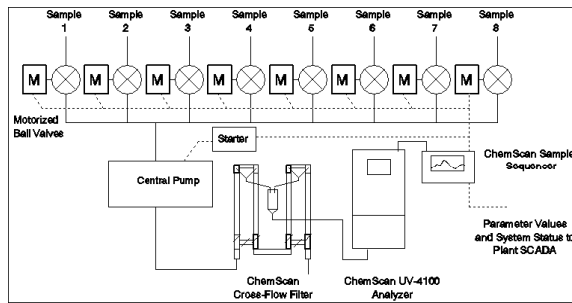 Sample Sample Sample Sample Sample Sample Sample Sample
1 2 3 4 5 6 7 8
M M M M M M M M
Motorized
Ball Valves
Starter
Central Pump
ChemScan Sample
Sequencer
Parameter Values
and System Status to
Plant SCADA
ChemScan
Cross-Flow Filter
ChemScan UV-4100
Analyzer